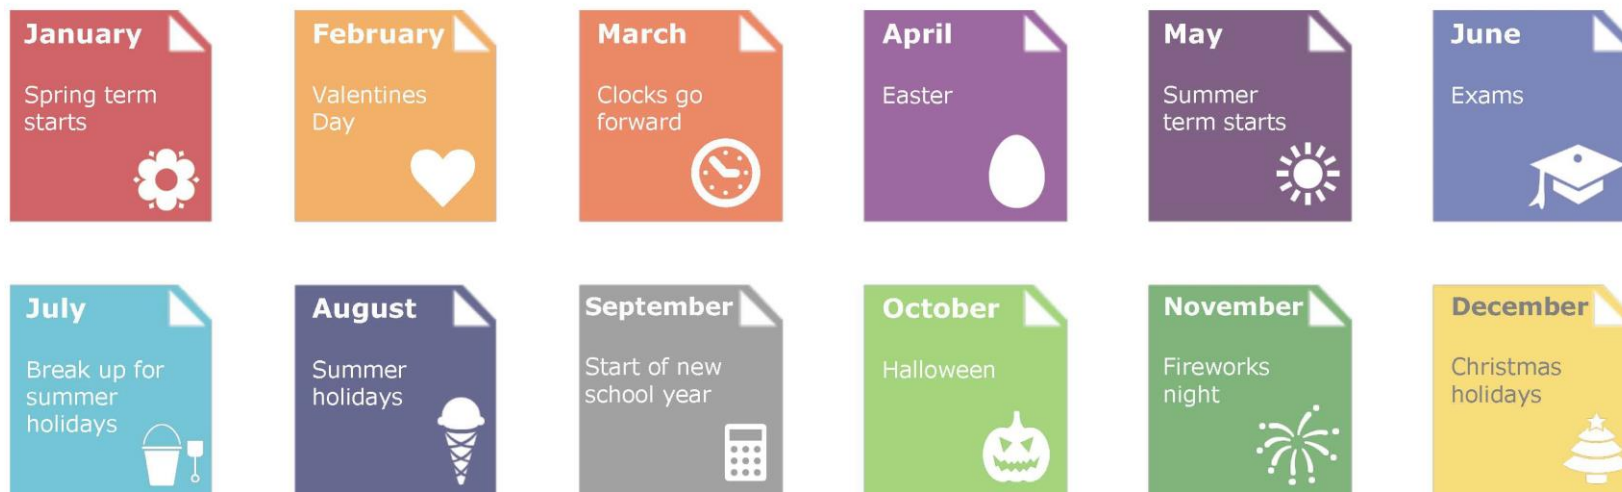 January
Spring term
starts
February
Valentines
Day
March
Clocks go
forward
April
Easter
May
Summer
term starts
June
Exams
July
Break up for
summer
holidays
August
Summer
holidays
September
Start of new
school year
October
Halloween
November
Fireworks
night
December
Christmas
holidays